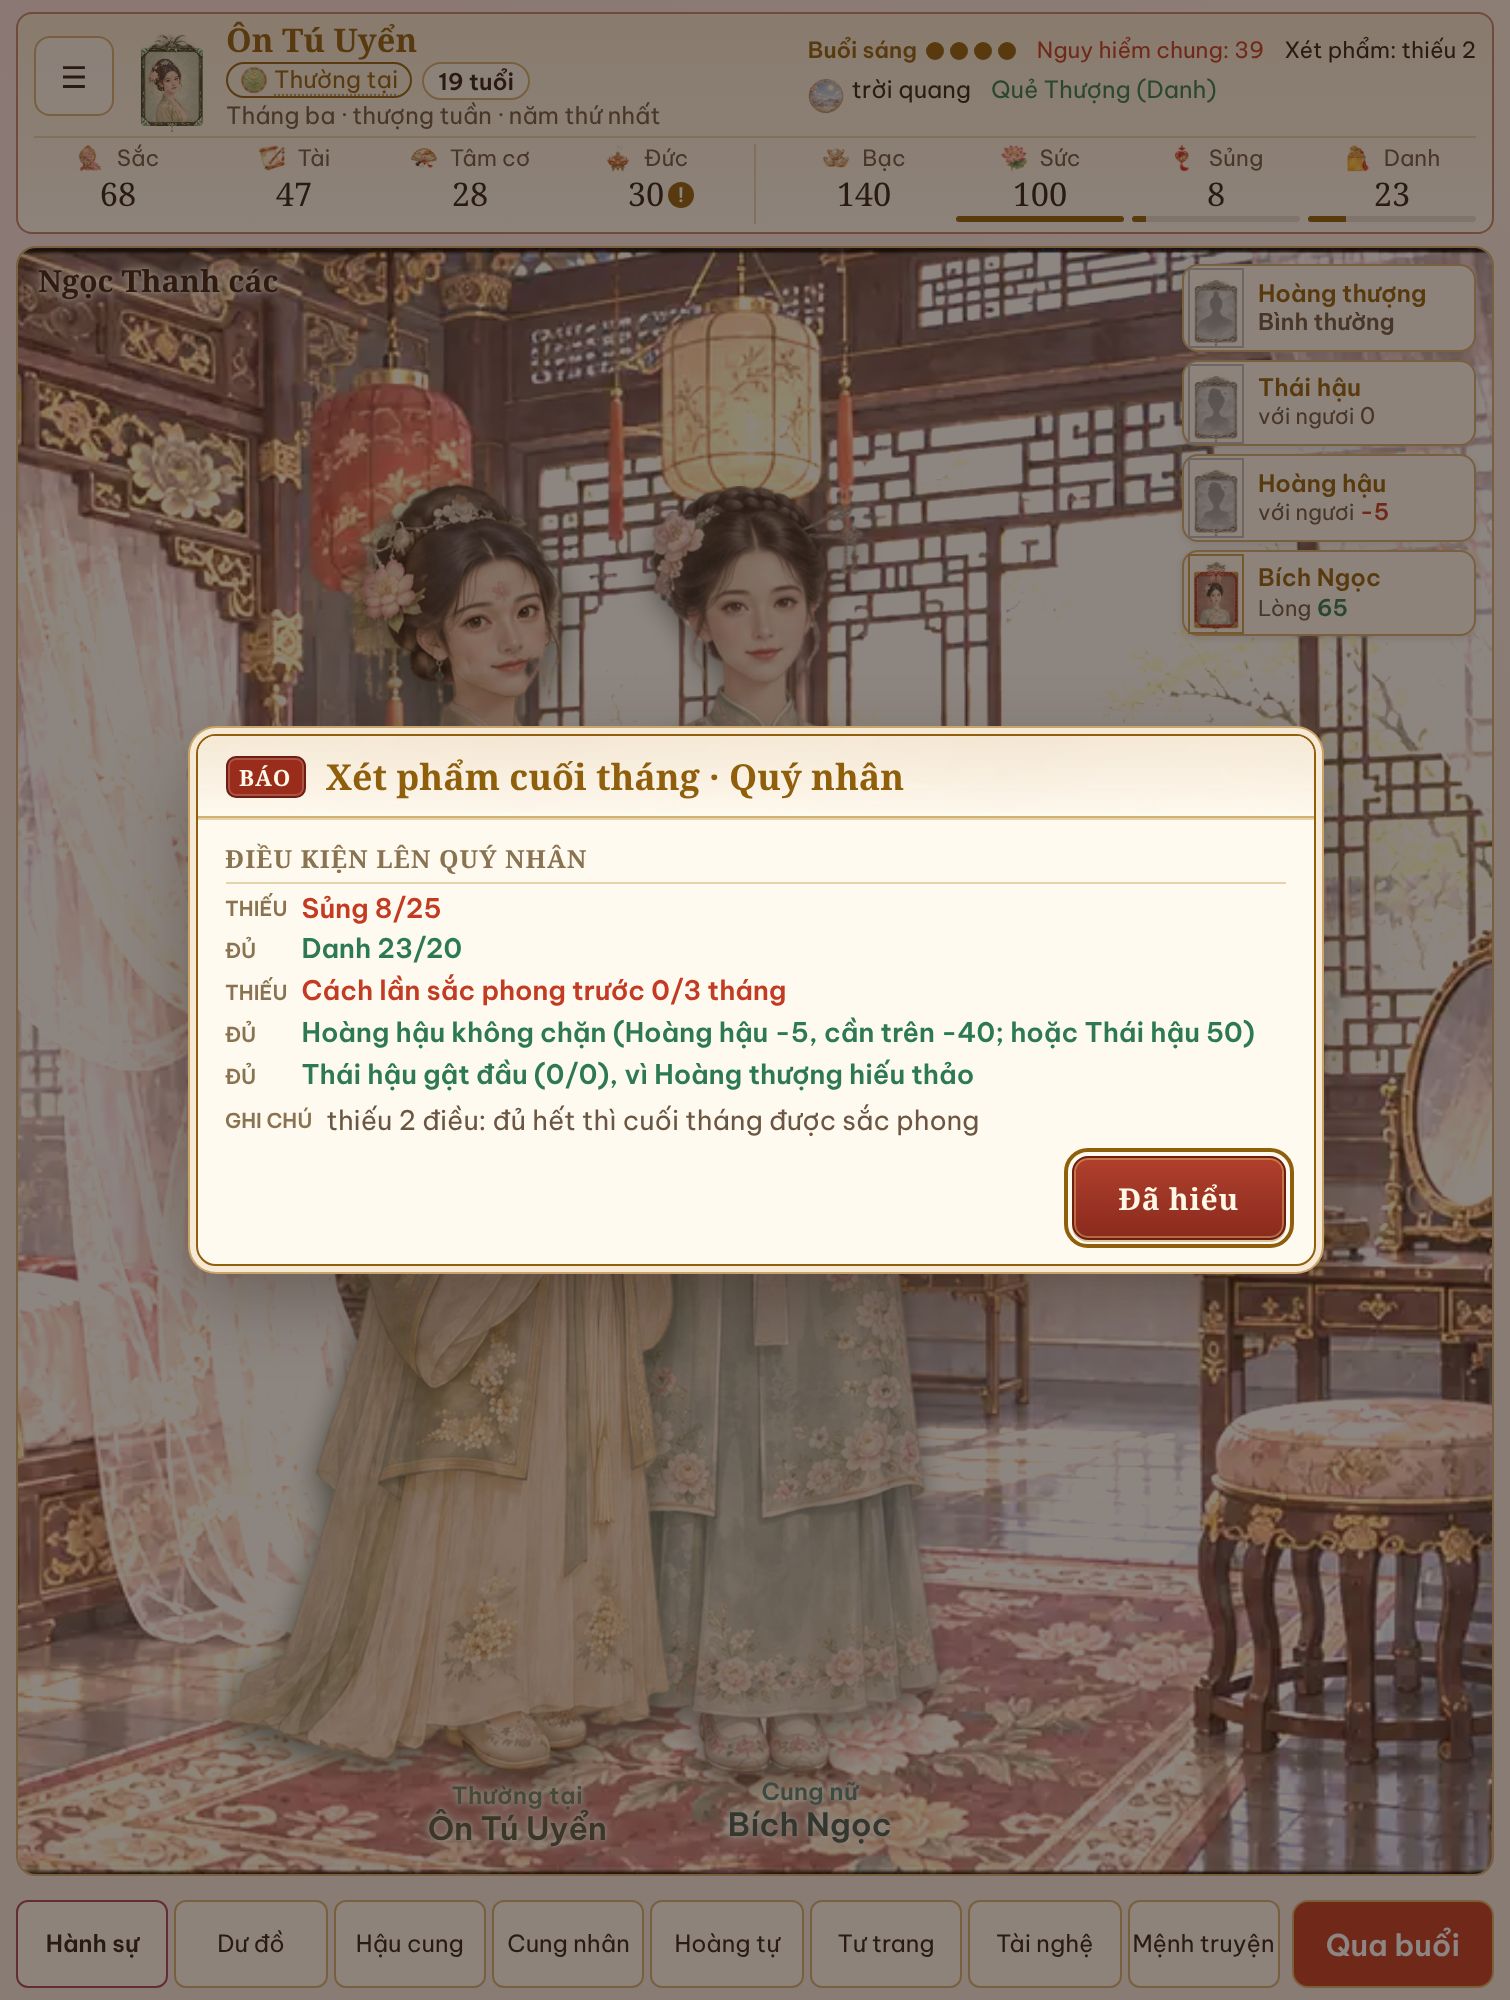 ☰
Ôn Tú Uyển
Thường tại
19 tuổi
Tháng ba · thượng tuần · năm thứ nhất
Buổi sáng
Nguy hiểm chung: 39
Xét phẩm: thiếu 2
trời quang
Quẻ Thượng (Danh)
Sắc
68
Tài
47
Tâm cơ
28
Đức
30 !
Bạc
140
Sức
100
Sủng
8
Danh
23
Ngọc Thanh các
Hoàng thượng
Bình thường
Thái hậu
với ngươi 0
Hoàng hậu
với ngươi -5
Bích Ngọc
Lòng 65
BÁO Xét phẩm cuối tháng · Quý nhân
ĐIỀU KIỆN LÊN QUÝ NHÂN
THIẾU Sủng 8/25
ĐỦ Danh 23/20
THIẾU Cách lần sắc phong trước 0/3 tháng
ĐỦ Hoàng hậu không chặn (Hoàng hậu -5, cần trên -40; hoặc Thái hậu 50)
ĐỦ Thái hậu gật đầu (0/0), vì Hoàng thượng hiếu thảo
GHI CHÚ thiếu 2 điều: đủ hết thì cuối tháng được sắc phong
Đã hiểu
Thường tại
Ôn Tú Uyển
Cung nữ
Bích Ngọc
Hành sự
Dư đồ
Hậu cung
Cung nhân
Hoàng tự
Tư trang
Tài nghệ
Mệnh truyện
Qua buổi